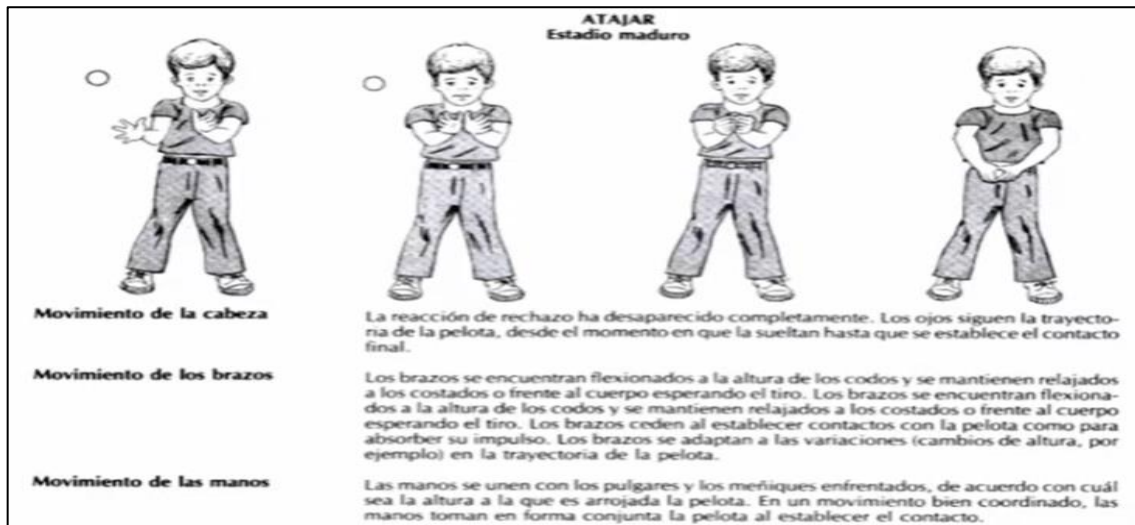 ATAJAR
Estadio maduro
Movimiento de la cabeza
La reacción de rechazo ha desaparecido completamente. Los ojos siguen la trayecto-
ria de la pelota, desde el momento en que la sueltan hasta que se establece el contacto
final.
Movimiento de los brazos
Los brazos se encuentran flexionados a la altura de los codos y se mantienen relajados
a los costados o frente al cuerpo esperando el tiro. Los brazos se encuentran flexiona-
dos a la altura de los codos y se mantienen relajados a los costados o frente al cuerpo
esperando el tiro. Los brazos ceden al establecer contactos con la pelota como para
absorber su impulso. Los brazos se adaptan a las variaciones (cambios de altura, por
ejemplo) en la trayectoria de la pelota.
Movimiento de las manos
Las manos se unen con los pulgares y los meñiques enfrentados, de acuerdo con cuál
sea la altura a la que es arrojada la pelota. En un movimiento bien coordinado, las
manos toman en forma conjunta la pelota al establecer el contacto.